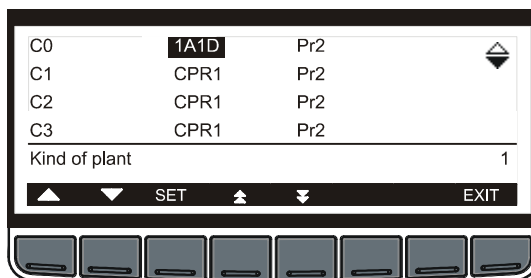 C0 1A1D Pr2
C1 CPR1 Pr2
C2 CPR1 Pr2
C3 CPR1 Pr2
Kind of plant 1
SET EXIT